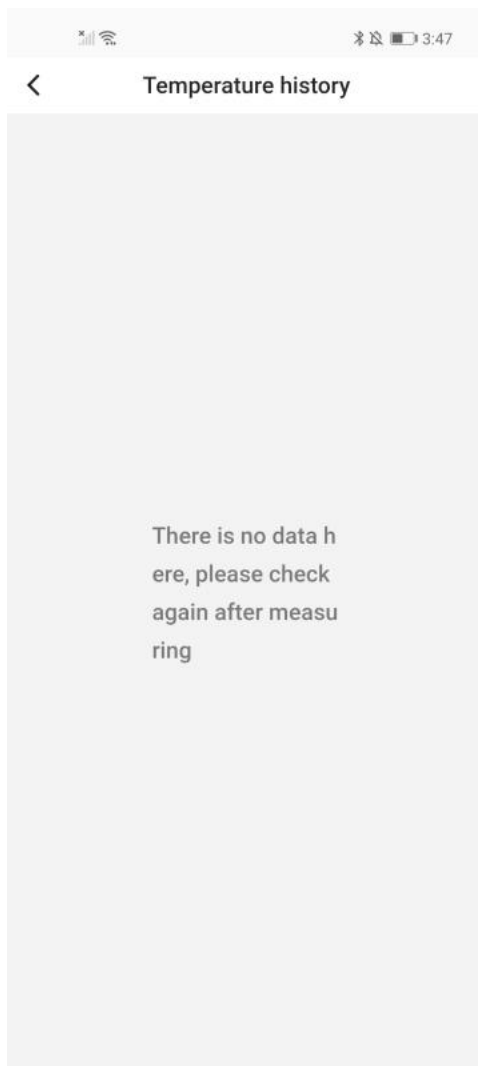 3:47
Temperature history
There is no data h
ere, please check
again after measu
ring